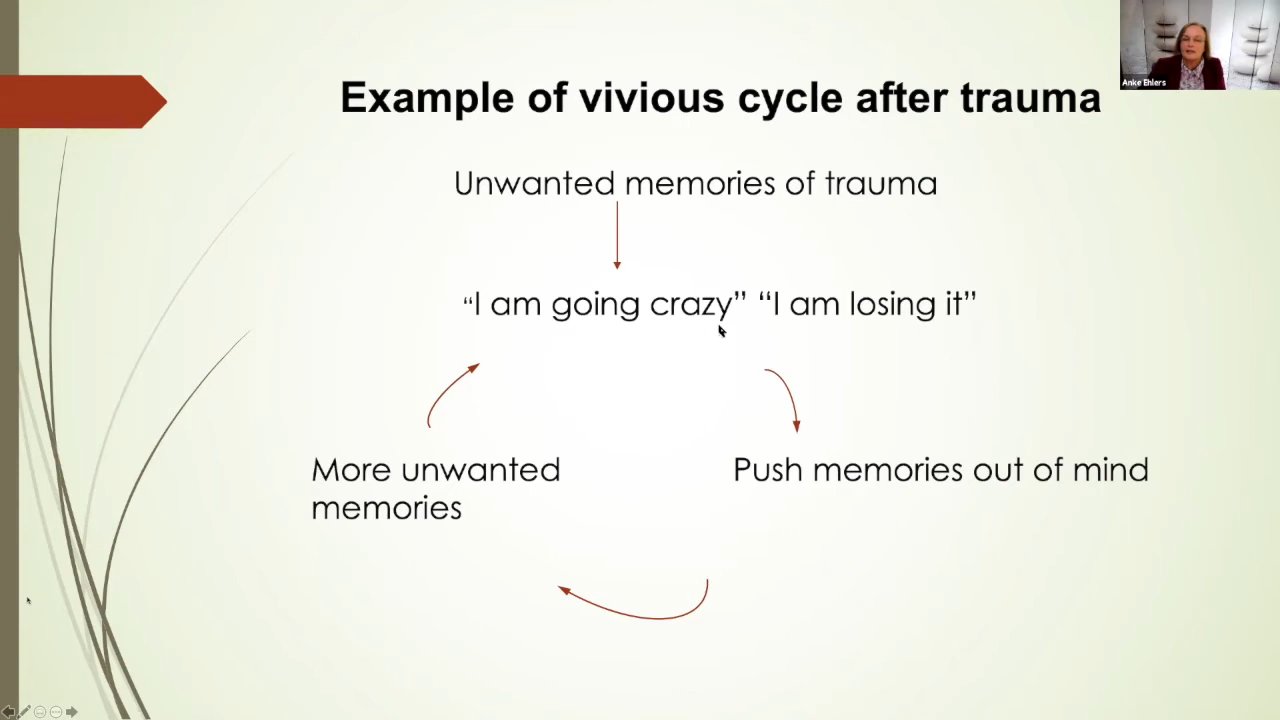 Example of vivious cycle after trauma
Anke Ehlers
Unwanted memories of trauma
“I am going crazy” “I am losing it”
More unwanted
memories
Push memories out of mind